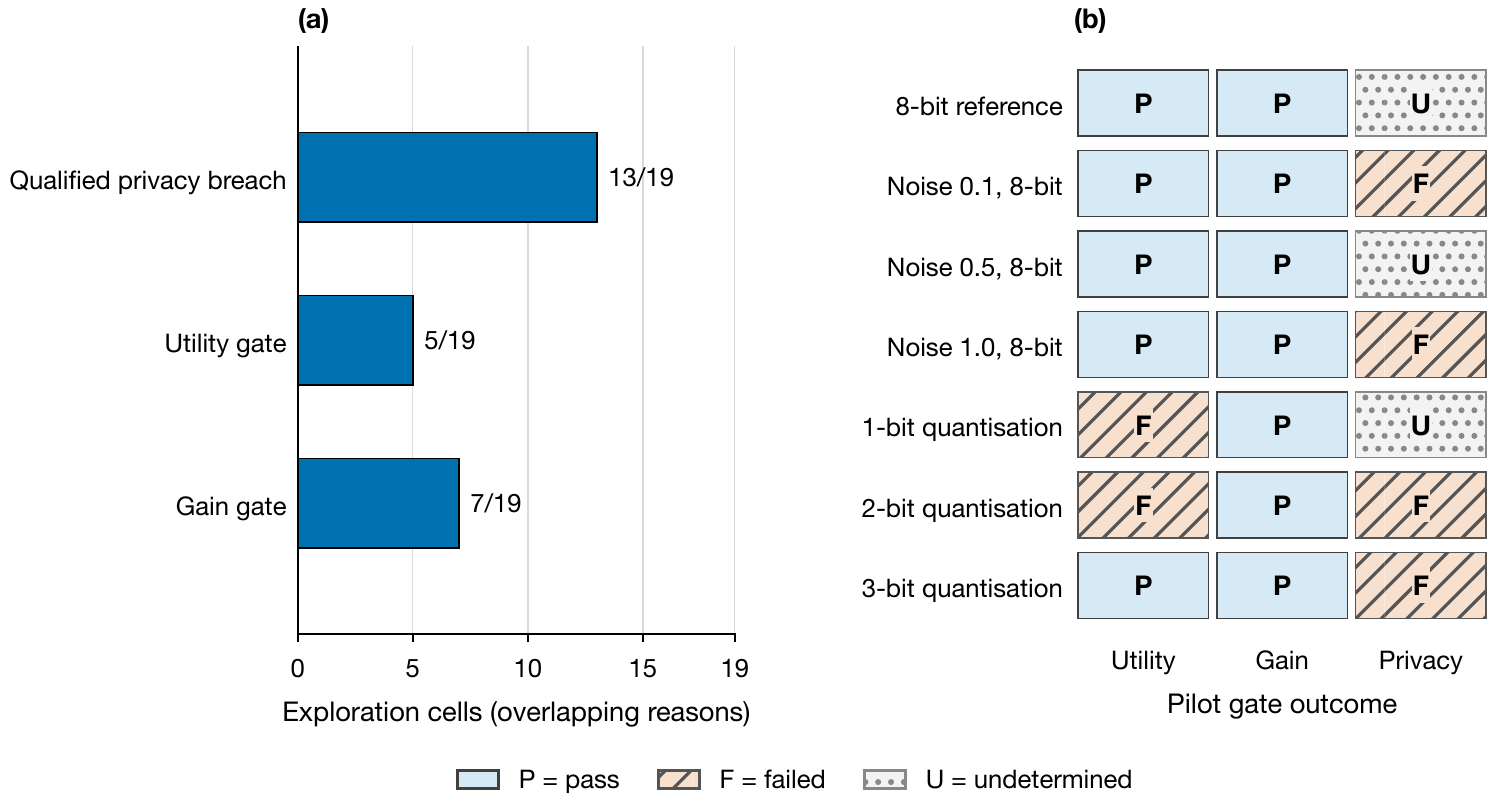 (a)
Qualified privacy breach
13/19
Utility gate
5/19
Gain gate
7/19
0 5 10 15 19
Exploration cells (overlapping reasons)
(b)
8-bit reference P P U
Noise 0.1, 8-bit P P F
Noise 0.5, 8-bit P P U
Noise 1.0, 8-bit P P F
1-bit quantisation F P U
2-bit quantisation F P F
3-bit quantisation P P F
Utility Gain Privacy
Pilot gate outcome
P = pass F = failed U = undetermined